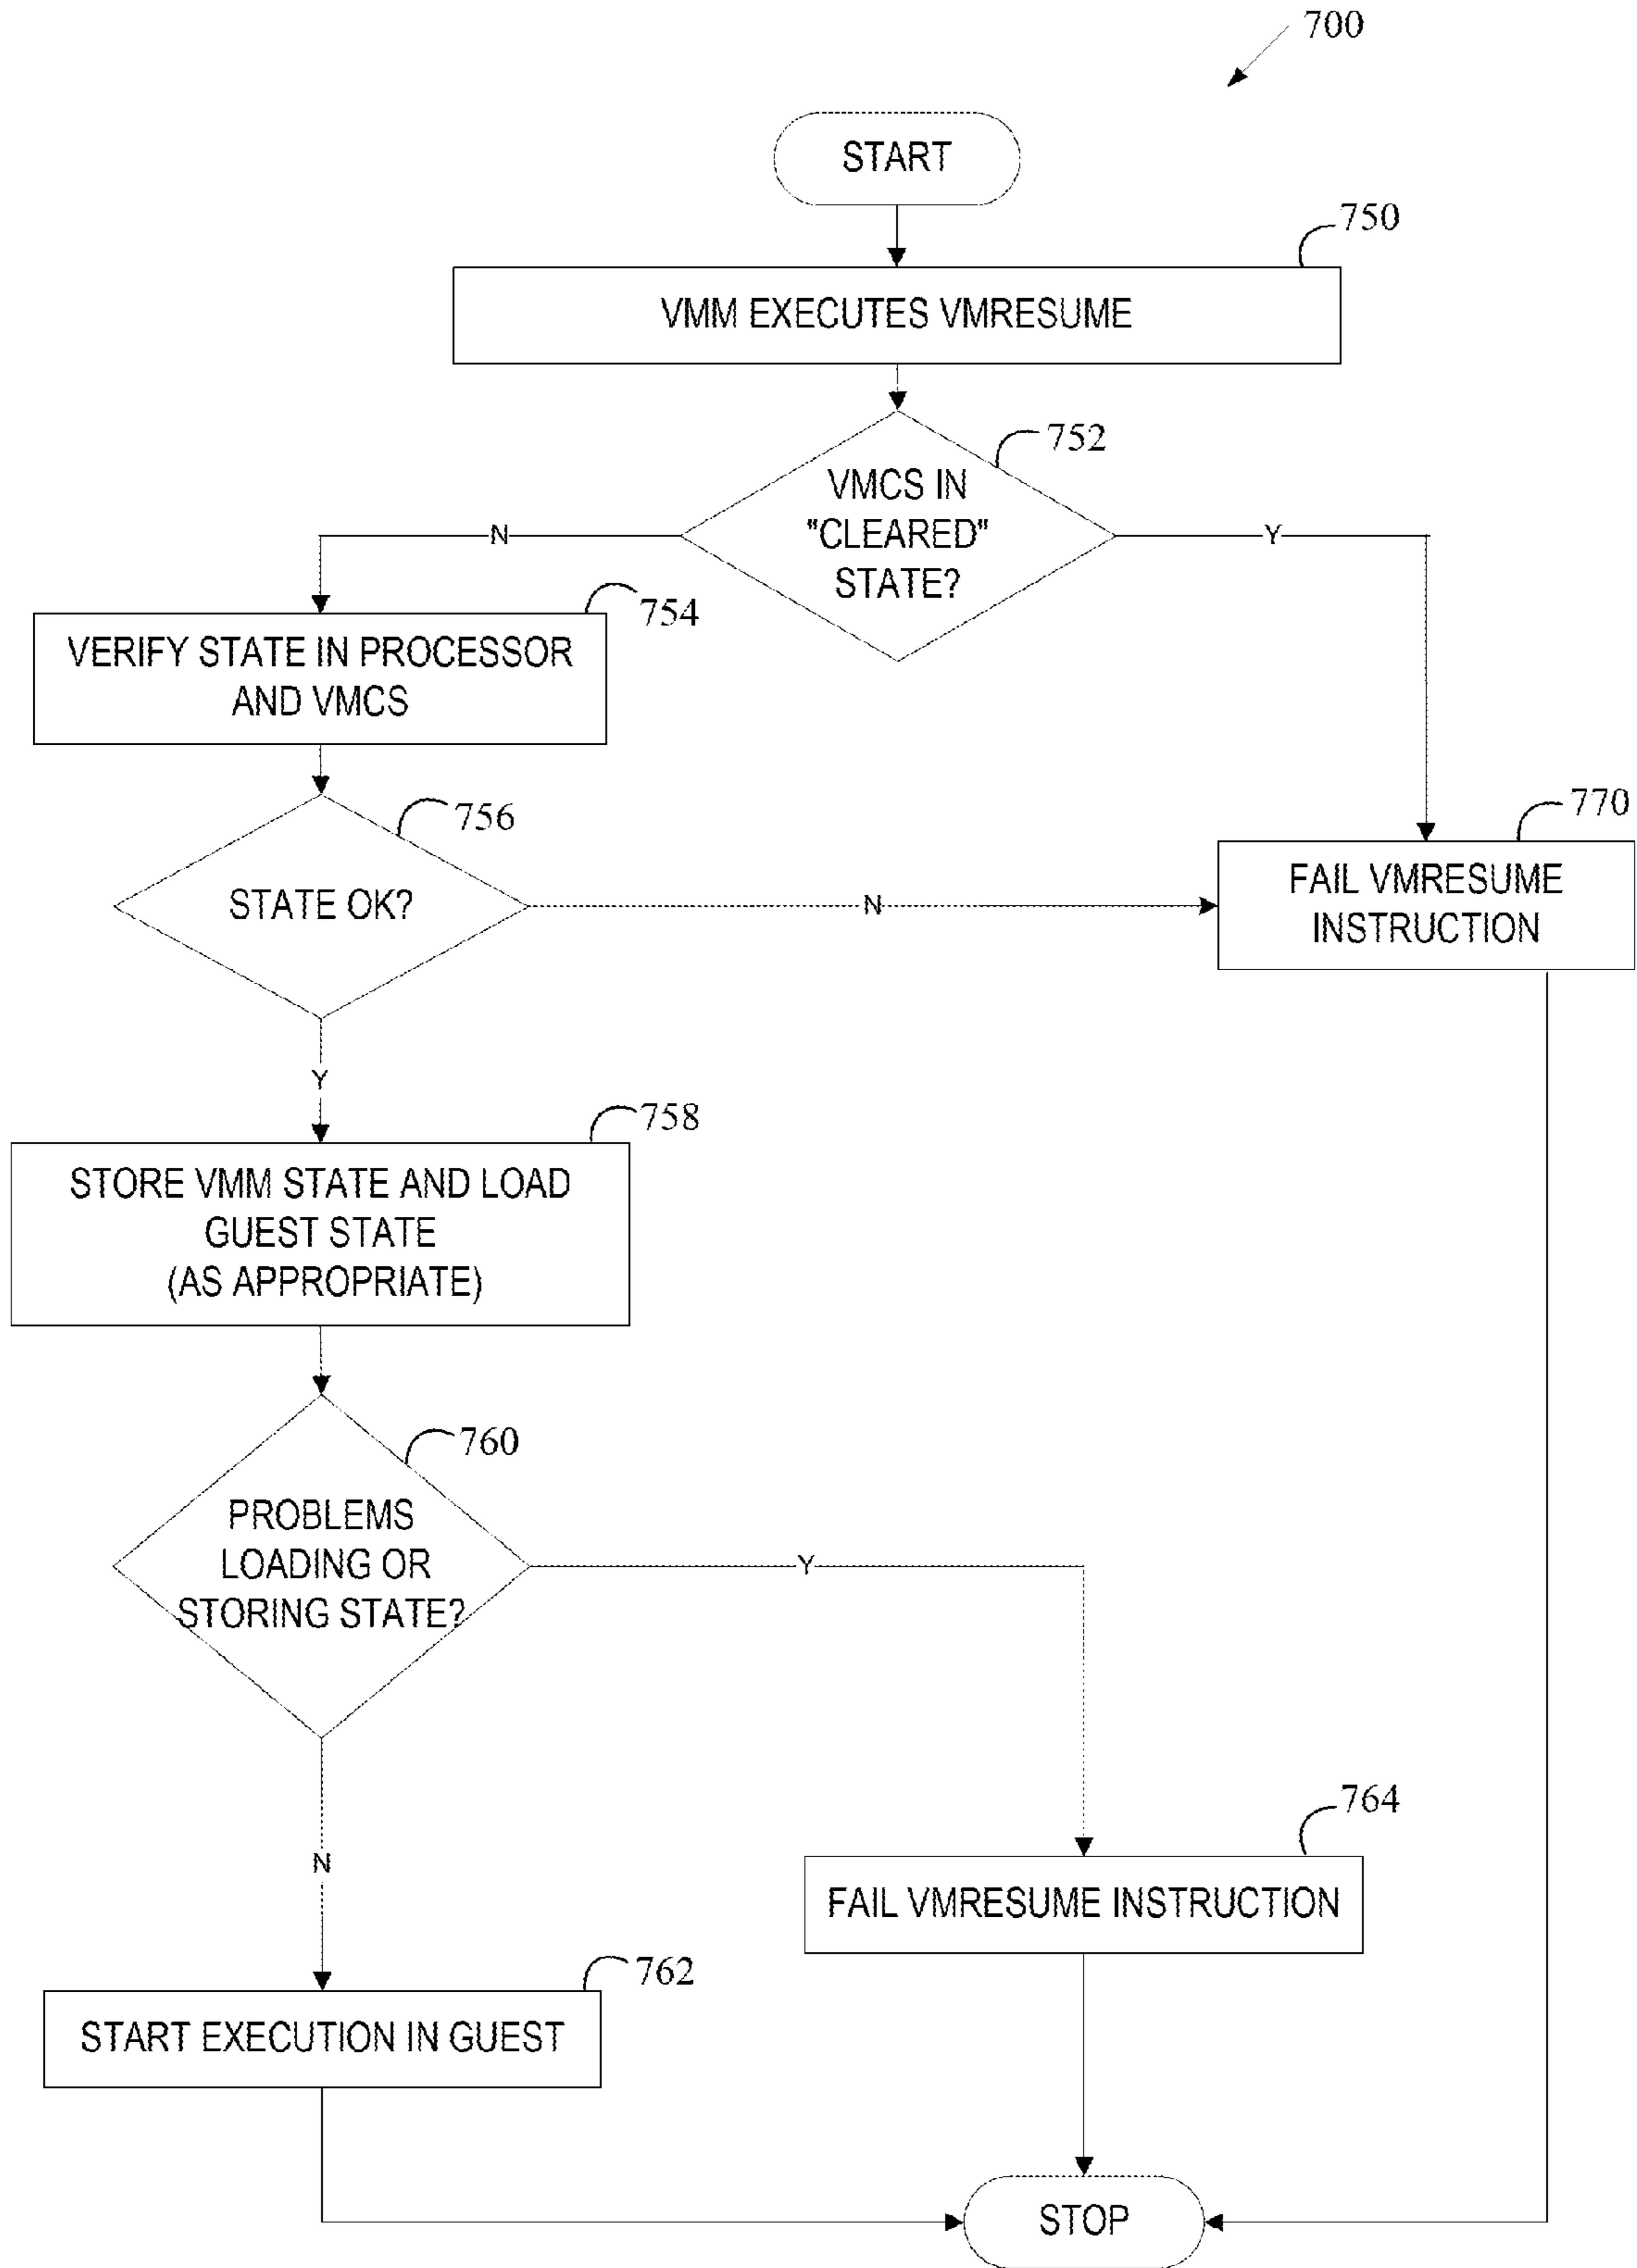 700
START
750
VMM EXECUTES VMRESUME
752
VMCS IN
"CLEARED"
STATE?
N
Y
754
VERIFY STATE IN PROCESSOR
AND VMCS
756
STATE OK?
N
770
FAIL VMRESUME
INSTRUCTION
Y
758
STORE VMM STATE AND LOAD
GUEST STATE
(AS APPROPRIATE)
760
PROBLEMS
LOADING OR
STORING STATE?
Y
N
764
FAIL VMRESUME INSTRUCTION
762
START EXECUTION IN GUEST
STOP